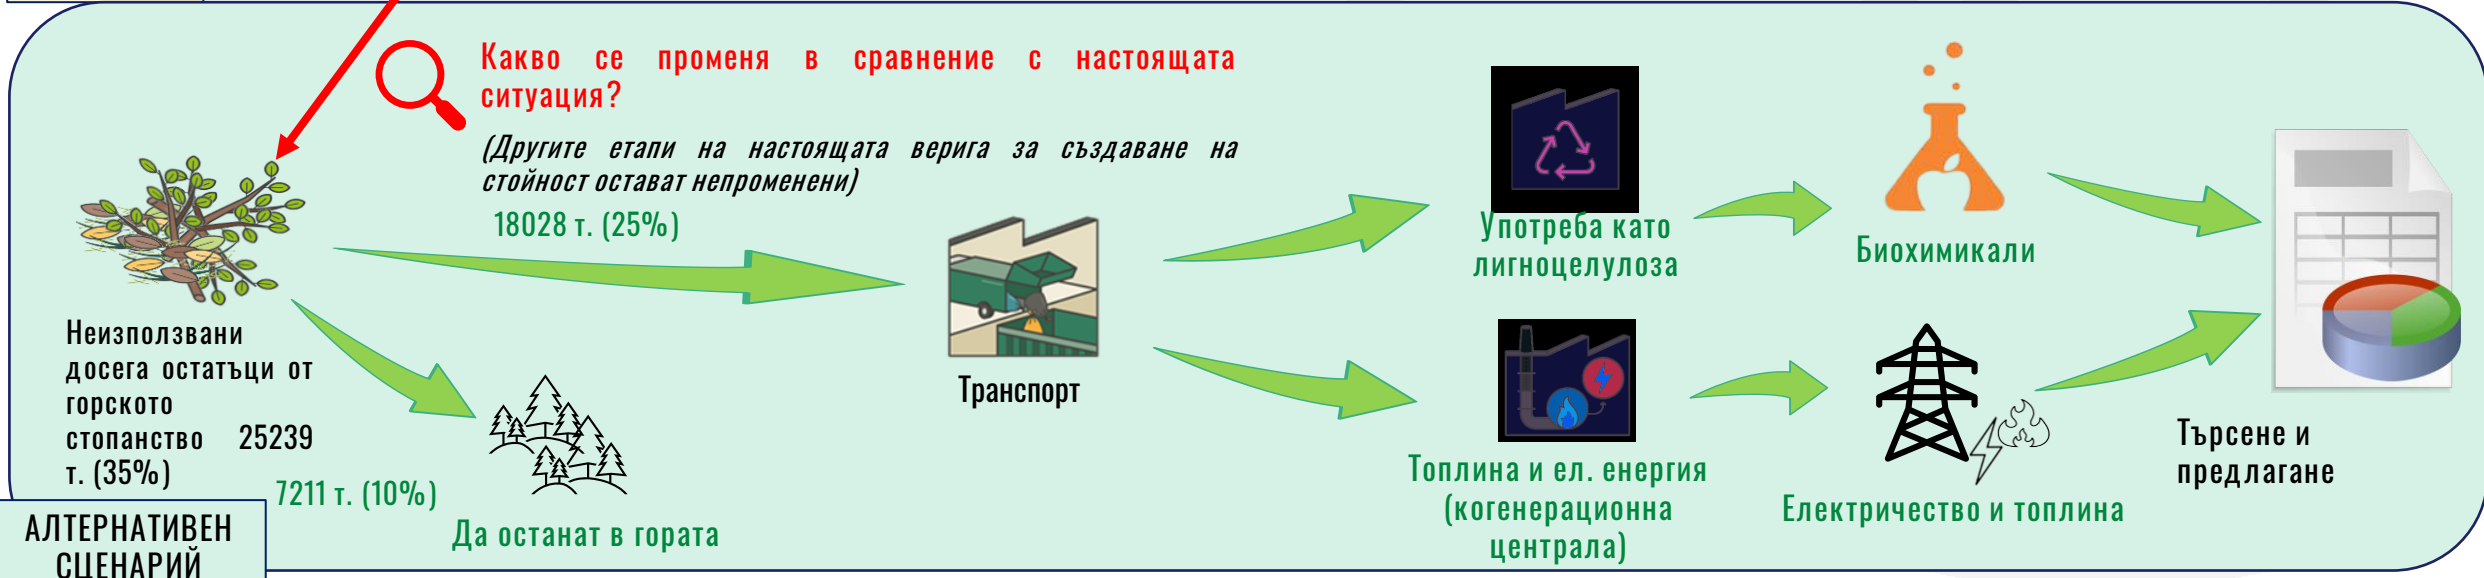 Какво се променя в сравнение с настоящата
ситуация?
(Другите етапи на настоящата верига за създаване на
стойност остават непроменени)
18028 т. (25%)
Неизползвани
досега остатъци от
горското
стопанство 25239
т. (35%)
7211 т. (10%)
Да останат в гората
Транспорт
Употреба като
лигноцелулоза
Биохимикали
Топлина и ел. енергия
(когенерационна
централа)
Електричество и топлина
Търсене и
предлагане
АЛТЕРНАТИВЕН
СЦЕНАРИЙ